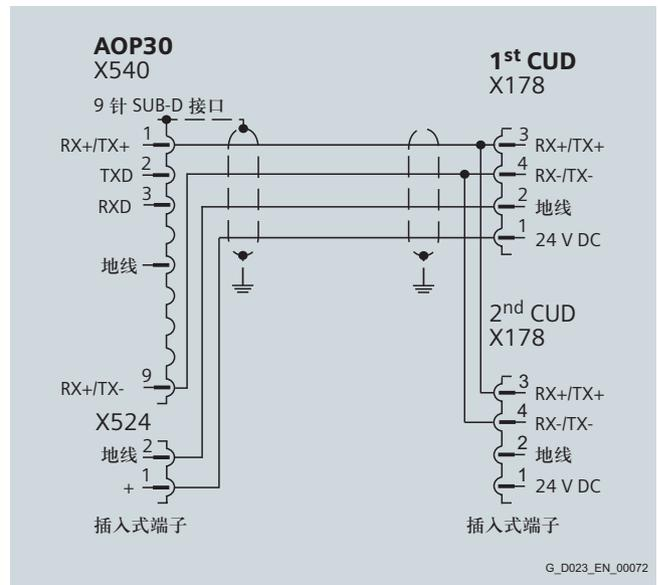 AOP30
X540
9 针 SUB-D 接口
RX+/TX+ 1
TXD 2
RXD 3
地线
RX+/TX- 9
X524
地线 2
+ 1
插入式端子
1st CUD
X178
3 RX+/TX+
4 RX-/TX-
2 地线
1 24 V DC
2nd CUD
X178
3 RX+/TX+
4 RX-/TX-
2 地线
1 24 V DC
插入式端子
G_D023_EN_00072